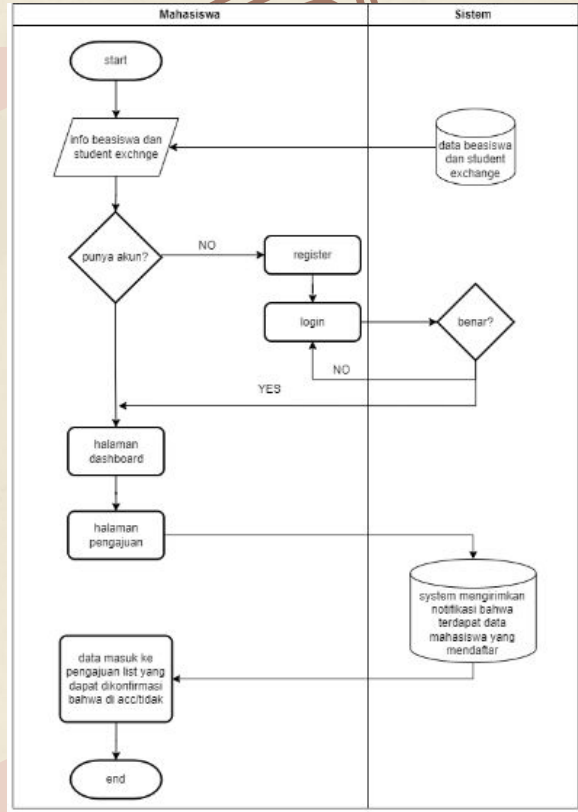 Mahasiswa
Sistem
start
info beasiswa dan
student exchnge
data beasiswa
dan student
exchange
punya akun?
NO
register
login
benar?
NO
YES
halaman
dashboard
halaman
pengajuan
system mengirimkan
notifikasi bahwa
terdapat data
mahasiswa yang
mendaftar
data masuk ke
pengajuan list yang
dapat dikonfirmasi
bahwa di acc/tidak
end